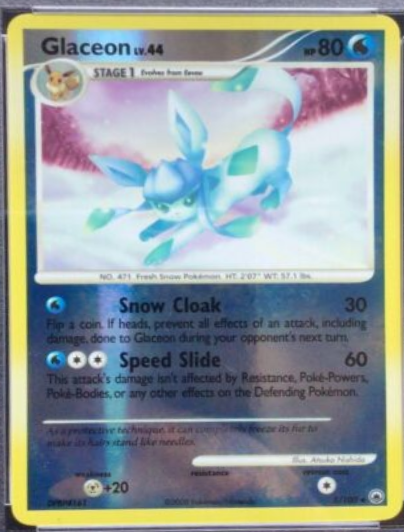 Glaceon LV.44 HP 80
STAGE 1 Evolves from Eevee
NO. 471 Fresh Snow Pokémon HT: 2'07" WT: 57.1 lbs.
Snow Cloak 30
Flip a coin. If heads, prevent all effects of an attack, including
damage, done to Glaceon during your opponent's next turn.
Speed Slide 60
This attack's damage isn't affected by Resistance, Poké-Powers,
Poké-Bodies, or any other effects on the Defending Pokémon.
As a protective technique, it can completely freeze its fur to
make its hairs stand like needles.
Illus. Atsuko Nishida
weakness resistance retreat cost
+20